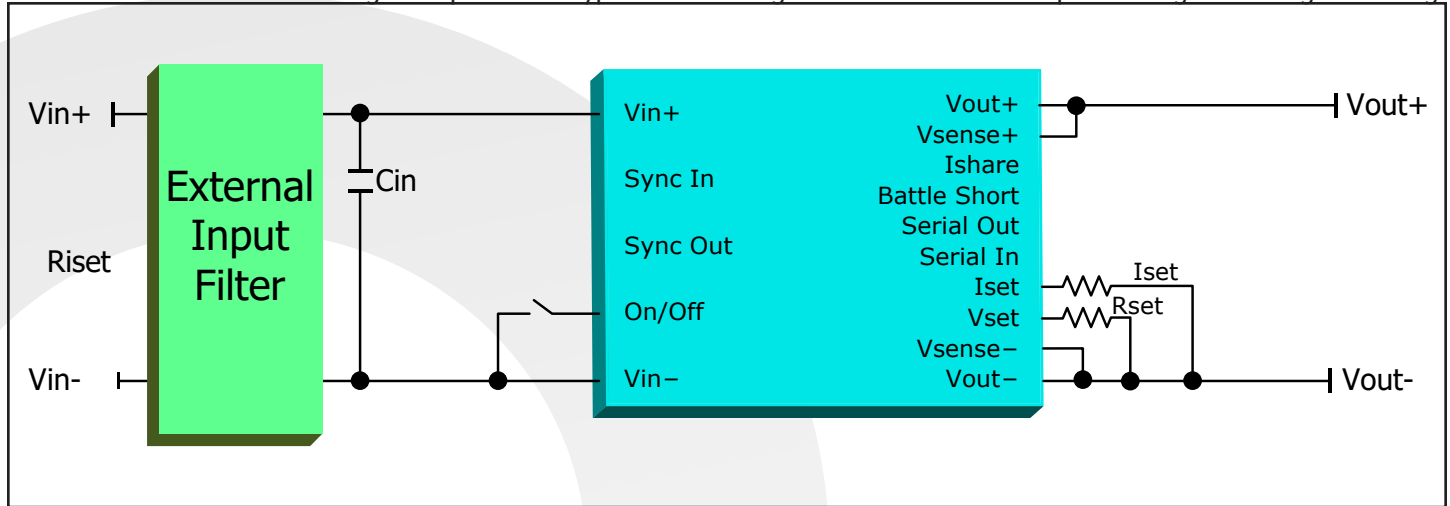 Vin+
External
Input
Filter
Riset
Vin-
Cin
Vin+
Sync In
Sync Out
On/Off
Vin−
Vout+
Vsense+
Ishare
Battle Short
Serial Out
Serial In
Iset
Vset
Vsense−
Vout−
Iset
Rset
Vout+
Vout-